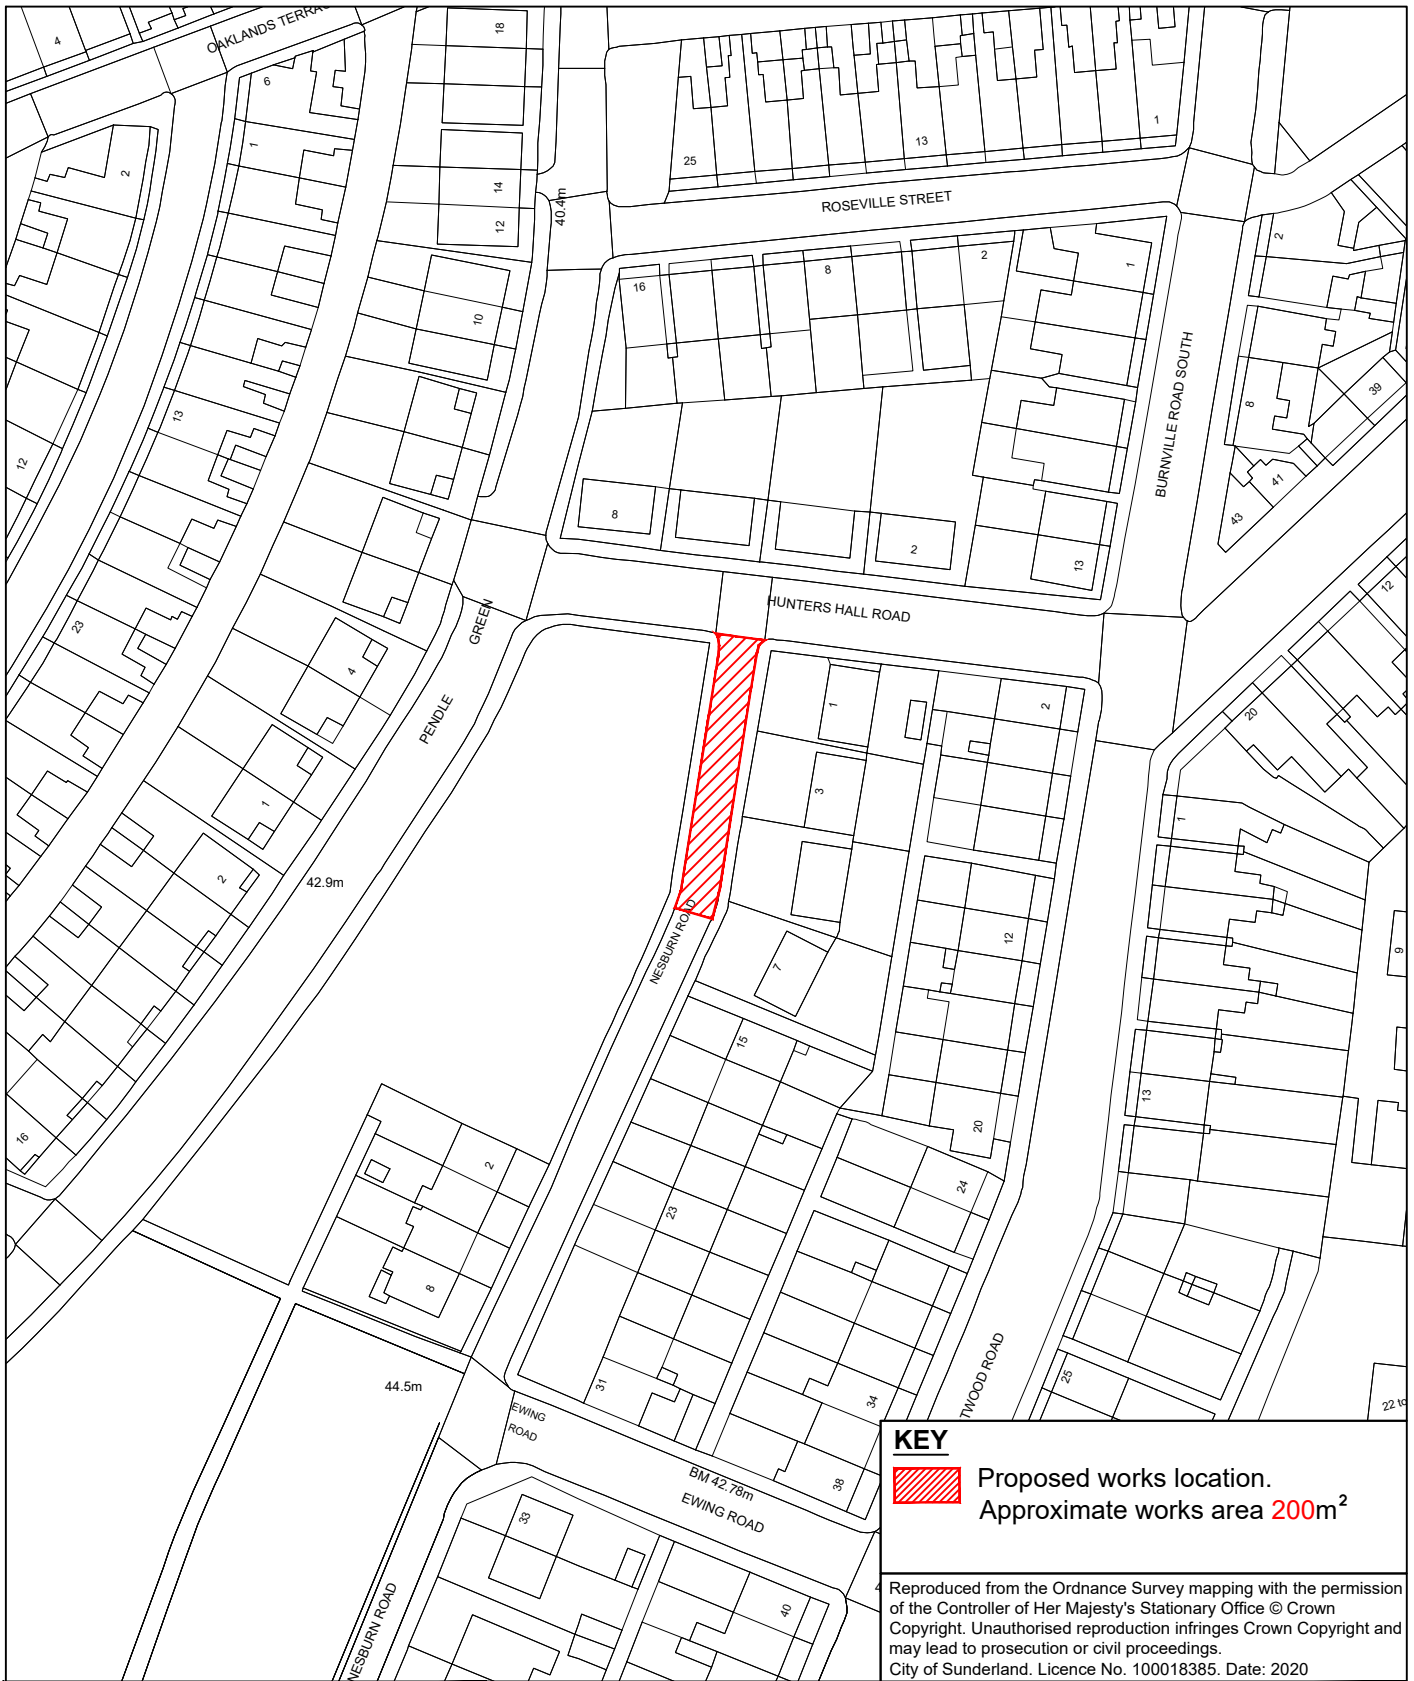 4
OAKLANDS TERRAC
18
6
1
2
14
12
40.4m
25
13
1
ROSEVILLE STREET
2
16
8
2
1
10
BURNVILLE ROAD SOUTH
8
39
13
12
41
43
8
2
13
12
HUNTERS HALL ROAD
GREEN
23
4
PENDLE
1
2
20
3
1
1
2
42.9m
12
9
NESBURN ROAD
7
15
13
20
16
2
24
23
8
TWOOD ROAD
25
44.5m
31
34
22 to
EWING
ROAD
BM 42.78m
38
EWING ROAD
33
40
NESBURN ROAD
KEY
Proposed works location.
Approximate works area 200m²
Reproduced from the Ordnance Survey mapping with the permission
of the Controller of Her Majesty's Stationary Office © Crown
Copyright. Unauthorised reproduction infringes Crown Copyright and
may lead to prosecution or civil proceedings.
City of Sunderland. Licence No. 100018385. Date: 2020